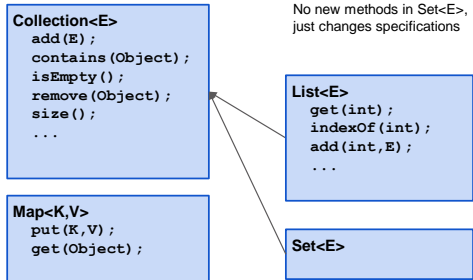 No new methods in Set<E>,
just changes specifications
Collection<E>
add(E);
contains(Object);
isEmpty();
remove(Object);
size();
...
List<E>
get(int);
indexOf(int);
add(int,E);
...
Map<K,V>
put(K,V);
get(Object);
Set<E>